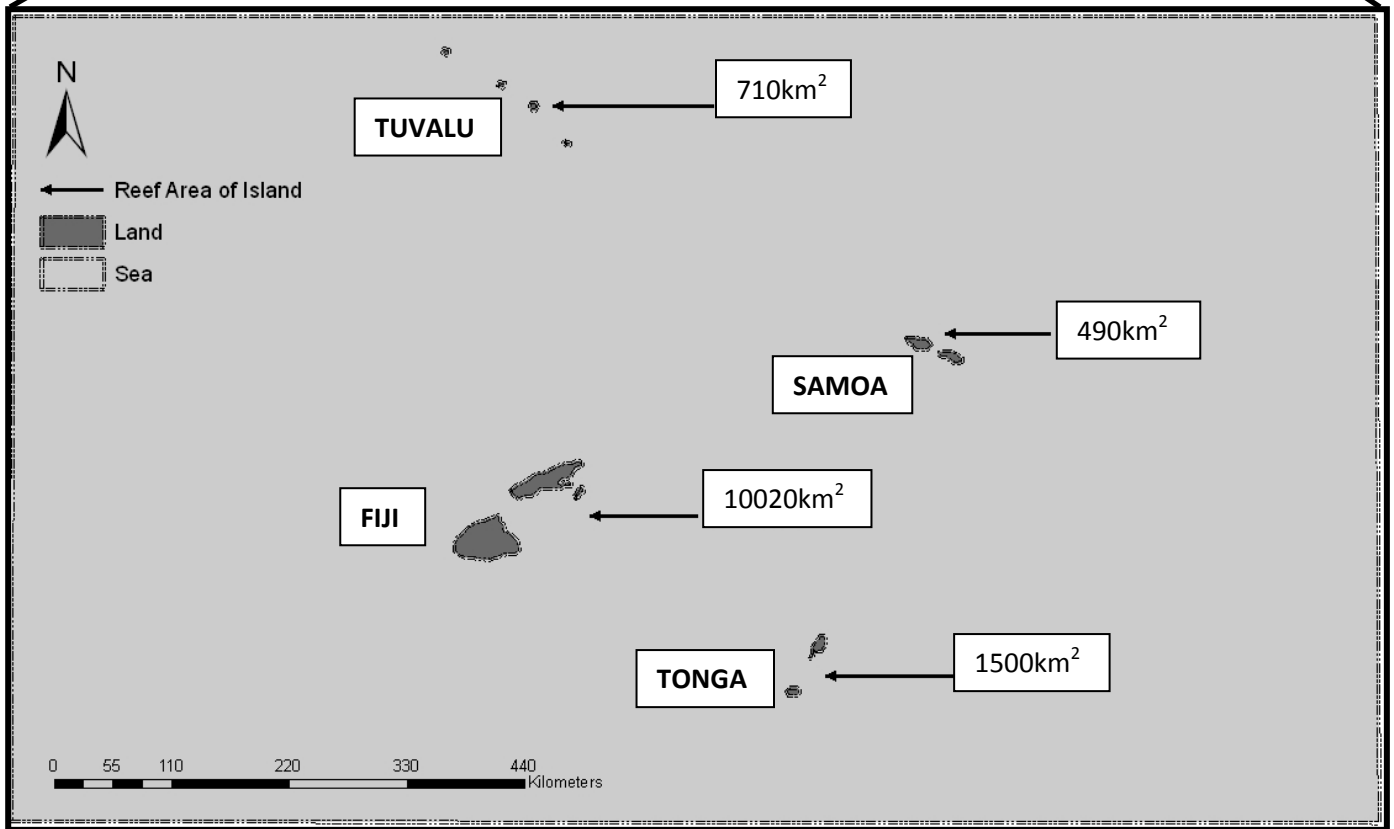 N
710km²
TUVALU
Reef Area of Island
Land
Sea
490km²
SAMOA
10020km²
FIJI
1500km²
TONGA
0 55 110 220 330 440
Kilometers